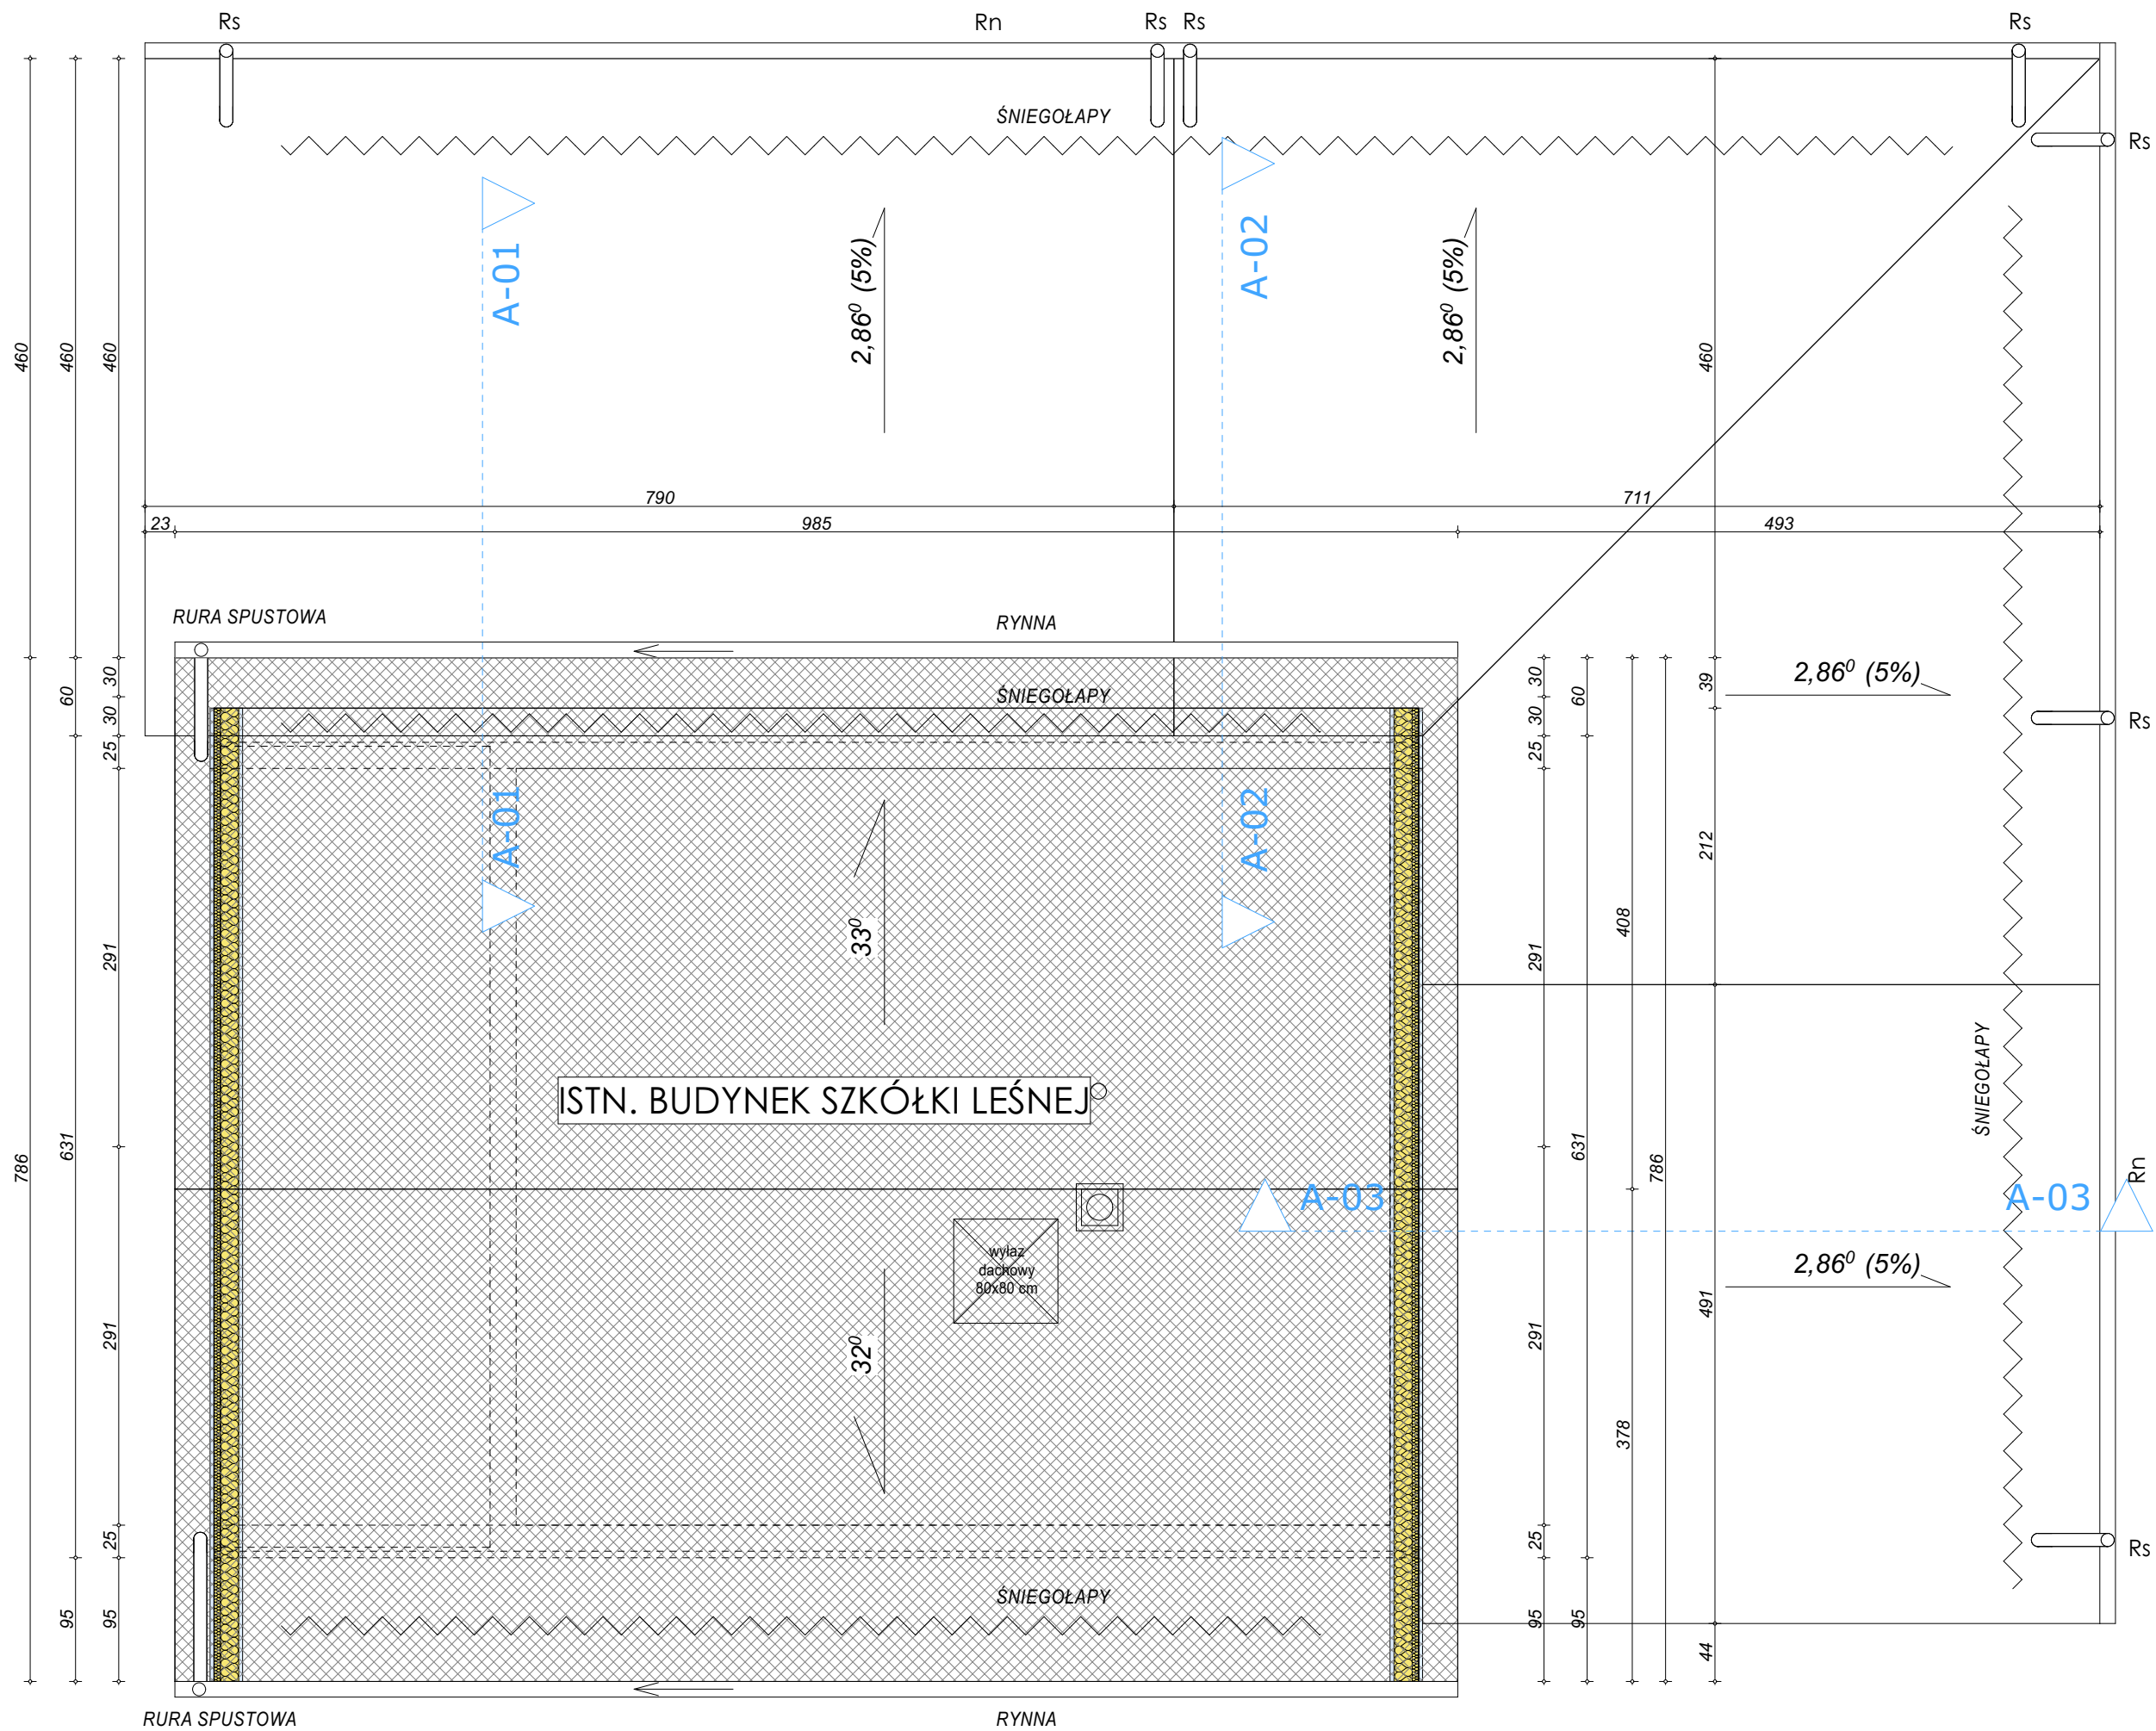 Rs
Rn
Rs
Rs
Rs
ŚNIEGOŁAPY
Rs
A-01
2,86⁰ (5%)
A-02
2,86⁰ (5%)
460
460
460
460
790
711
23
985
493
RURA SPUSTOWA
RYNNA
ŚNIEGOŁAPY
60
30
30
25
30
30
25
60
39
2,86⁰ (5%)
Rs
A-01
A-02
33⁰
291
291
408
212
ISTN. BUDYNEK SZKÓŁKI LEŚNEJ
ŚNIEGOŁAPY
786
631
631
786
Rn
A-03
A-03
wyłaz
dachowy
80x80 cm
2,86⁰ (5%)
32⁰
291
291
378
491
25
25
Rs
ŚNIEGOŁAPY
95
95
95
95
44
RURA SPUSTOWA
RYNNA